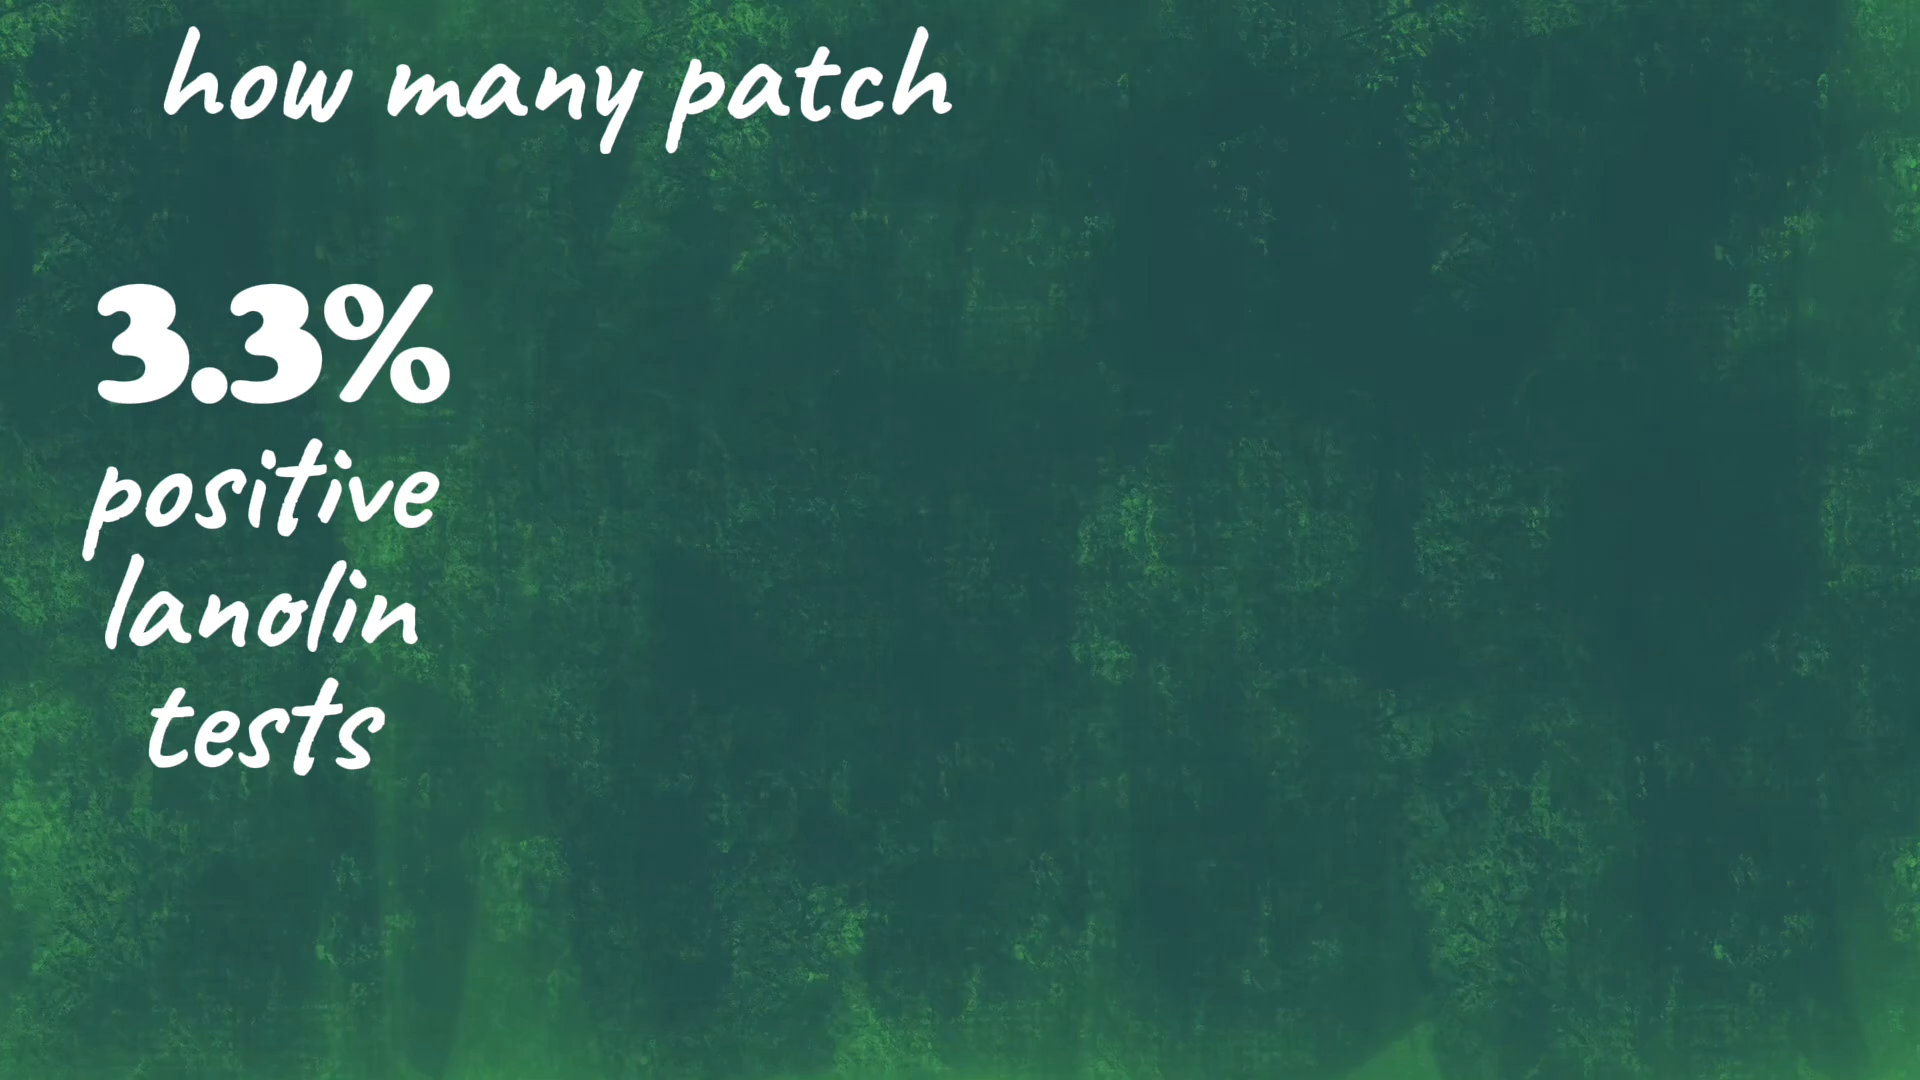 how many patch
3.3%
positive
lanolin
tests